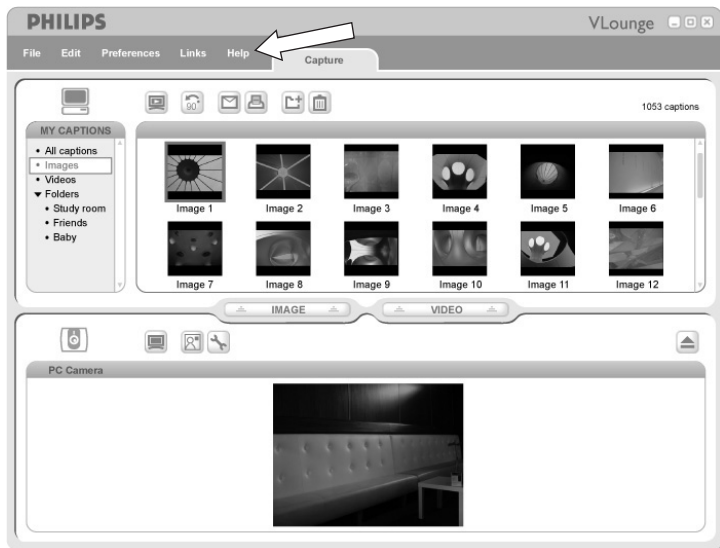 PHILIPS
VLounge
File Edit Preferences Links Help
Capture
90°
1053 captions
MY CAPTIONS
• All captions
• Images
• Videos
▼ Folders
• Study room
• Friends
• Baby
Image 1 Image 2 Image 3 Image 4 Image 5 Image 6
Image 7 Image 8 Image 9 Image 10 Image 11 Image 12
IMAGE VIDEO
PC Camera